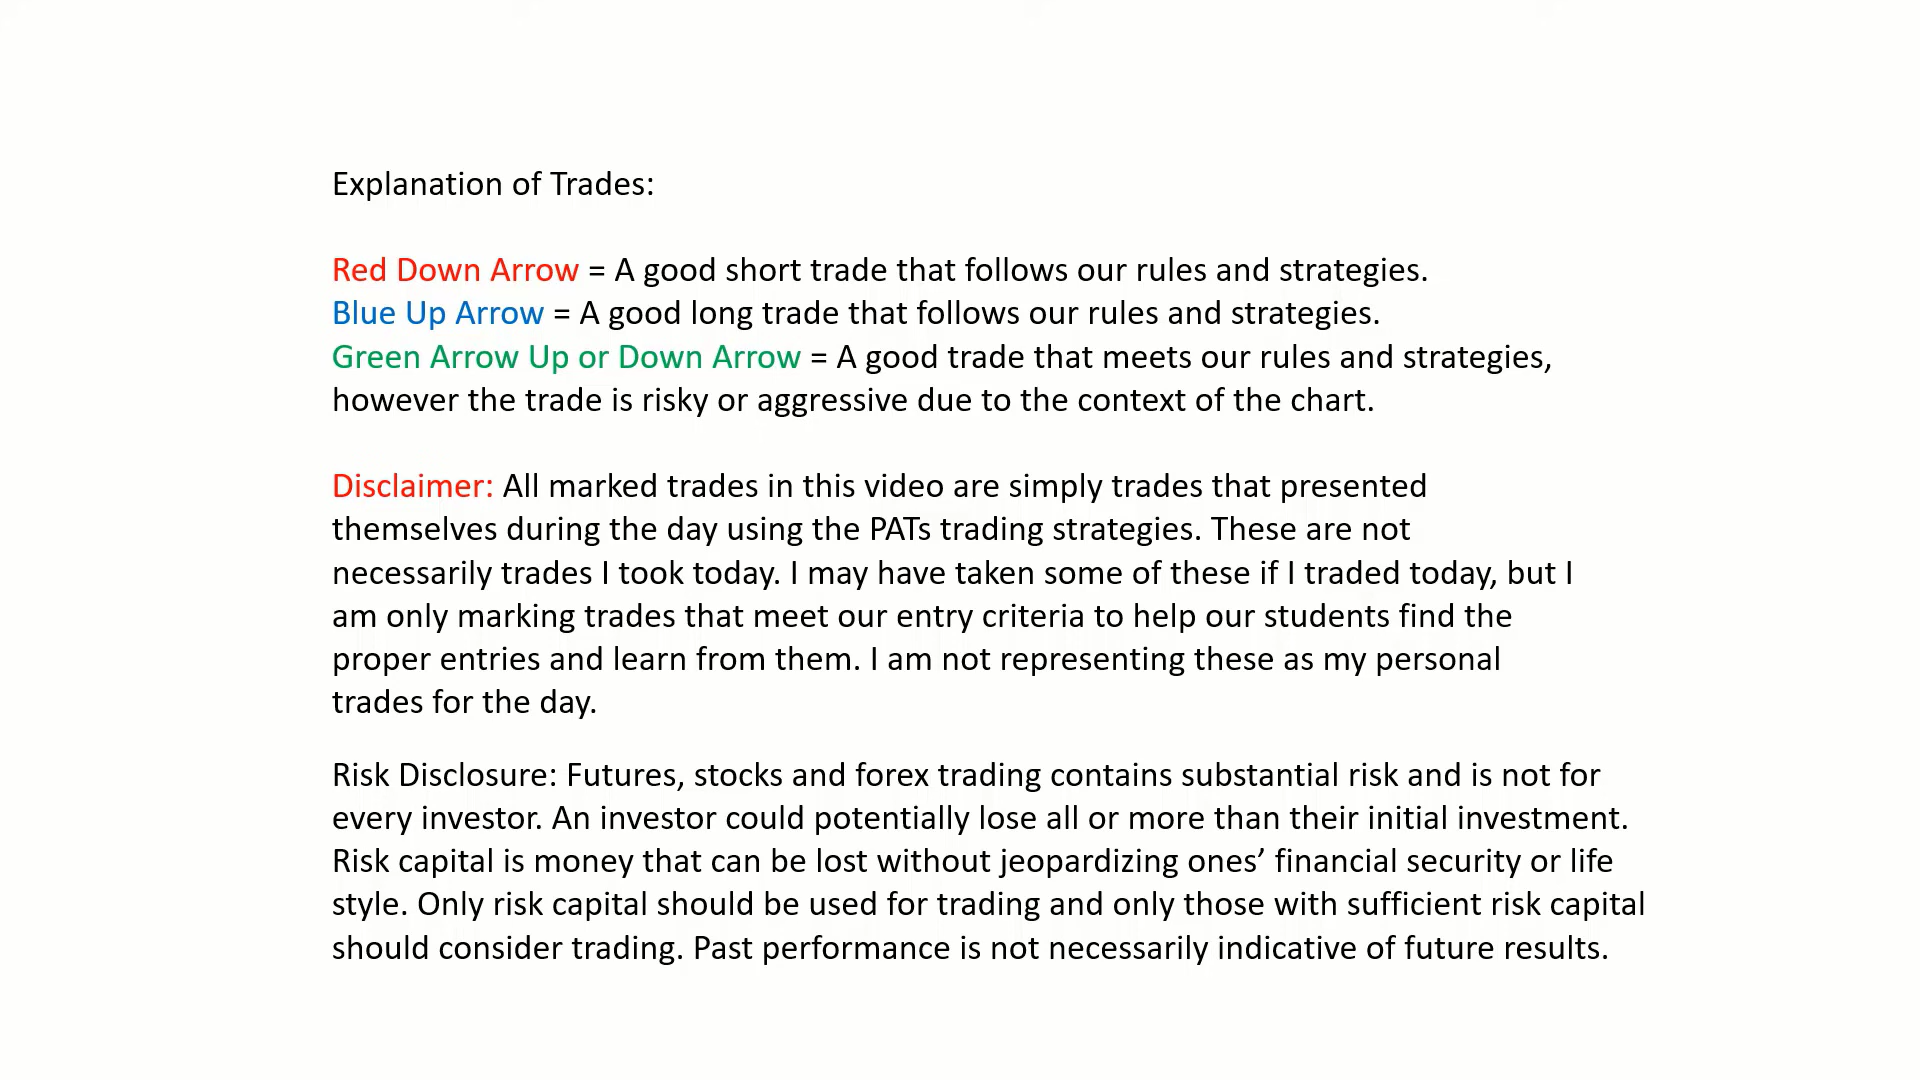 Explanation of Trades:
Red Down Arrow = A good short trade that follows our rules and strategies.
Blue Up Arrow = A good long trade that follows our rules and strategies.
Green Arrow Up or Down Arrow = A good trade that meets our rules and strategies,
however the trade is risky or aggressive due to the context of the chart.
Disclaimer: All marked trades in this video are simply trades that presented
themselves during the day using the PATs trading strategies. These are not
necessarily trades I took today. I may have taken some of these if I traded today, but I
am only marking trades that meet our entry criteria to help our students find the
proper entries and learn from them. I am not representing these as my personal
trades for the day.
Risk Disclosure: Futures, stocks and forex trading contains substantial risk and is not for
every investor. An investor could potentially lose all or more than their initial investment.
Risk capital is money that can be lost without jeopardizing ones’ financial security or life
style. Only risk capital should be used for trading and only those with sufficient risk capital
should consider trading. Past performance is not necessarily indicative of future results.